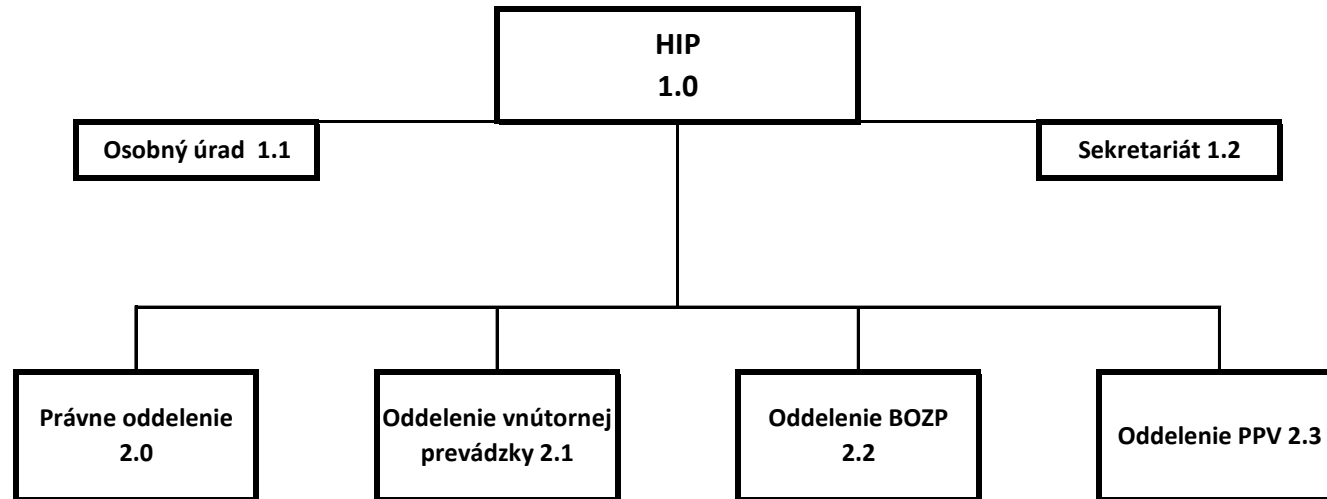 HIP
1.0
Osobný úrad 1.1
Sekretariát 1.2
Právne oddelenie
2.0
Oddelenie vnútornej
prevádzky 2.1
Oddelenie BOZP
2.2
Oddelenie PPV 2.3